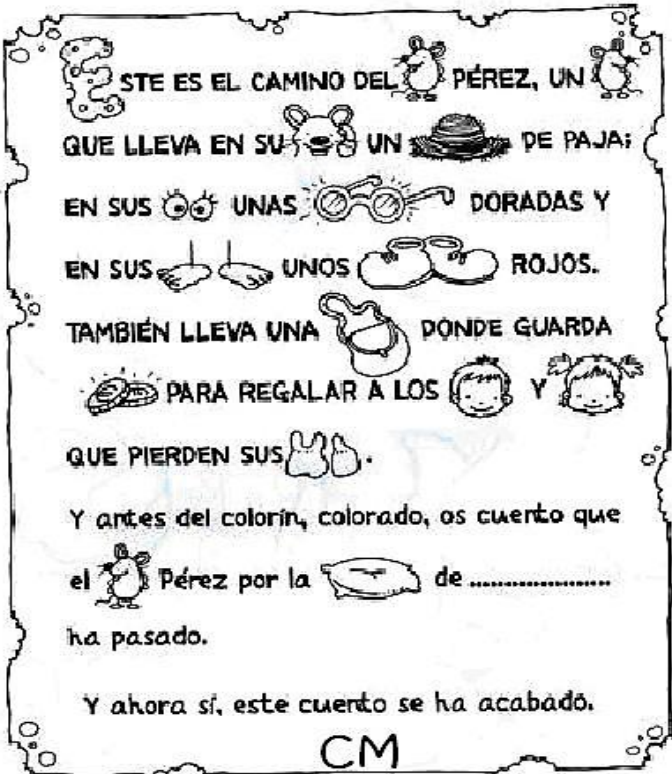 ESTE ES EL CAMINO DEL PÉREZ, UN
QUE LLEVA EN SU UN DE PAJA;
EN SUS UNAS DORADAS Y
EN SUS UNOS ROJOS.
TAMBIÉN LLEVA UNA DONDE GUARDA
PARA REGALAR A LOS Y
QUE PIERDEN SUS .
Y antes del colorín, colorado, os cuento que
el Pérez por la de ....................
ha pasado.
Y ahora sí, este cuento se ha acabado.
CM